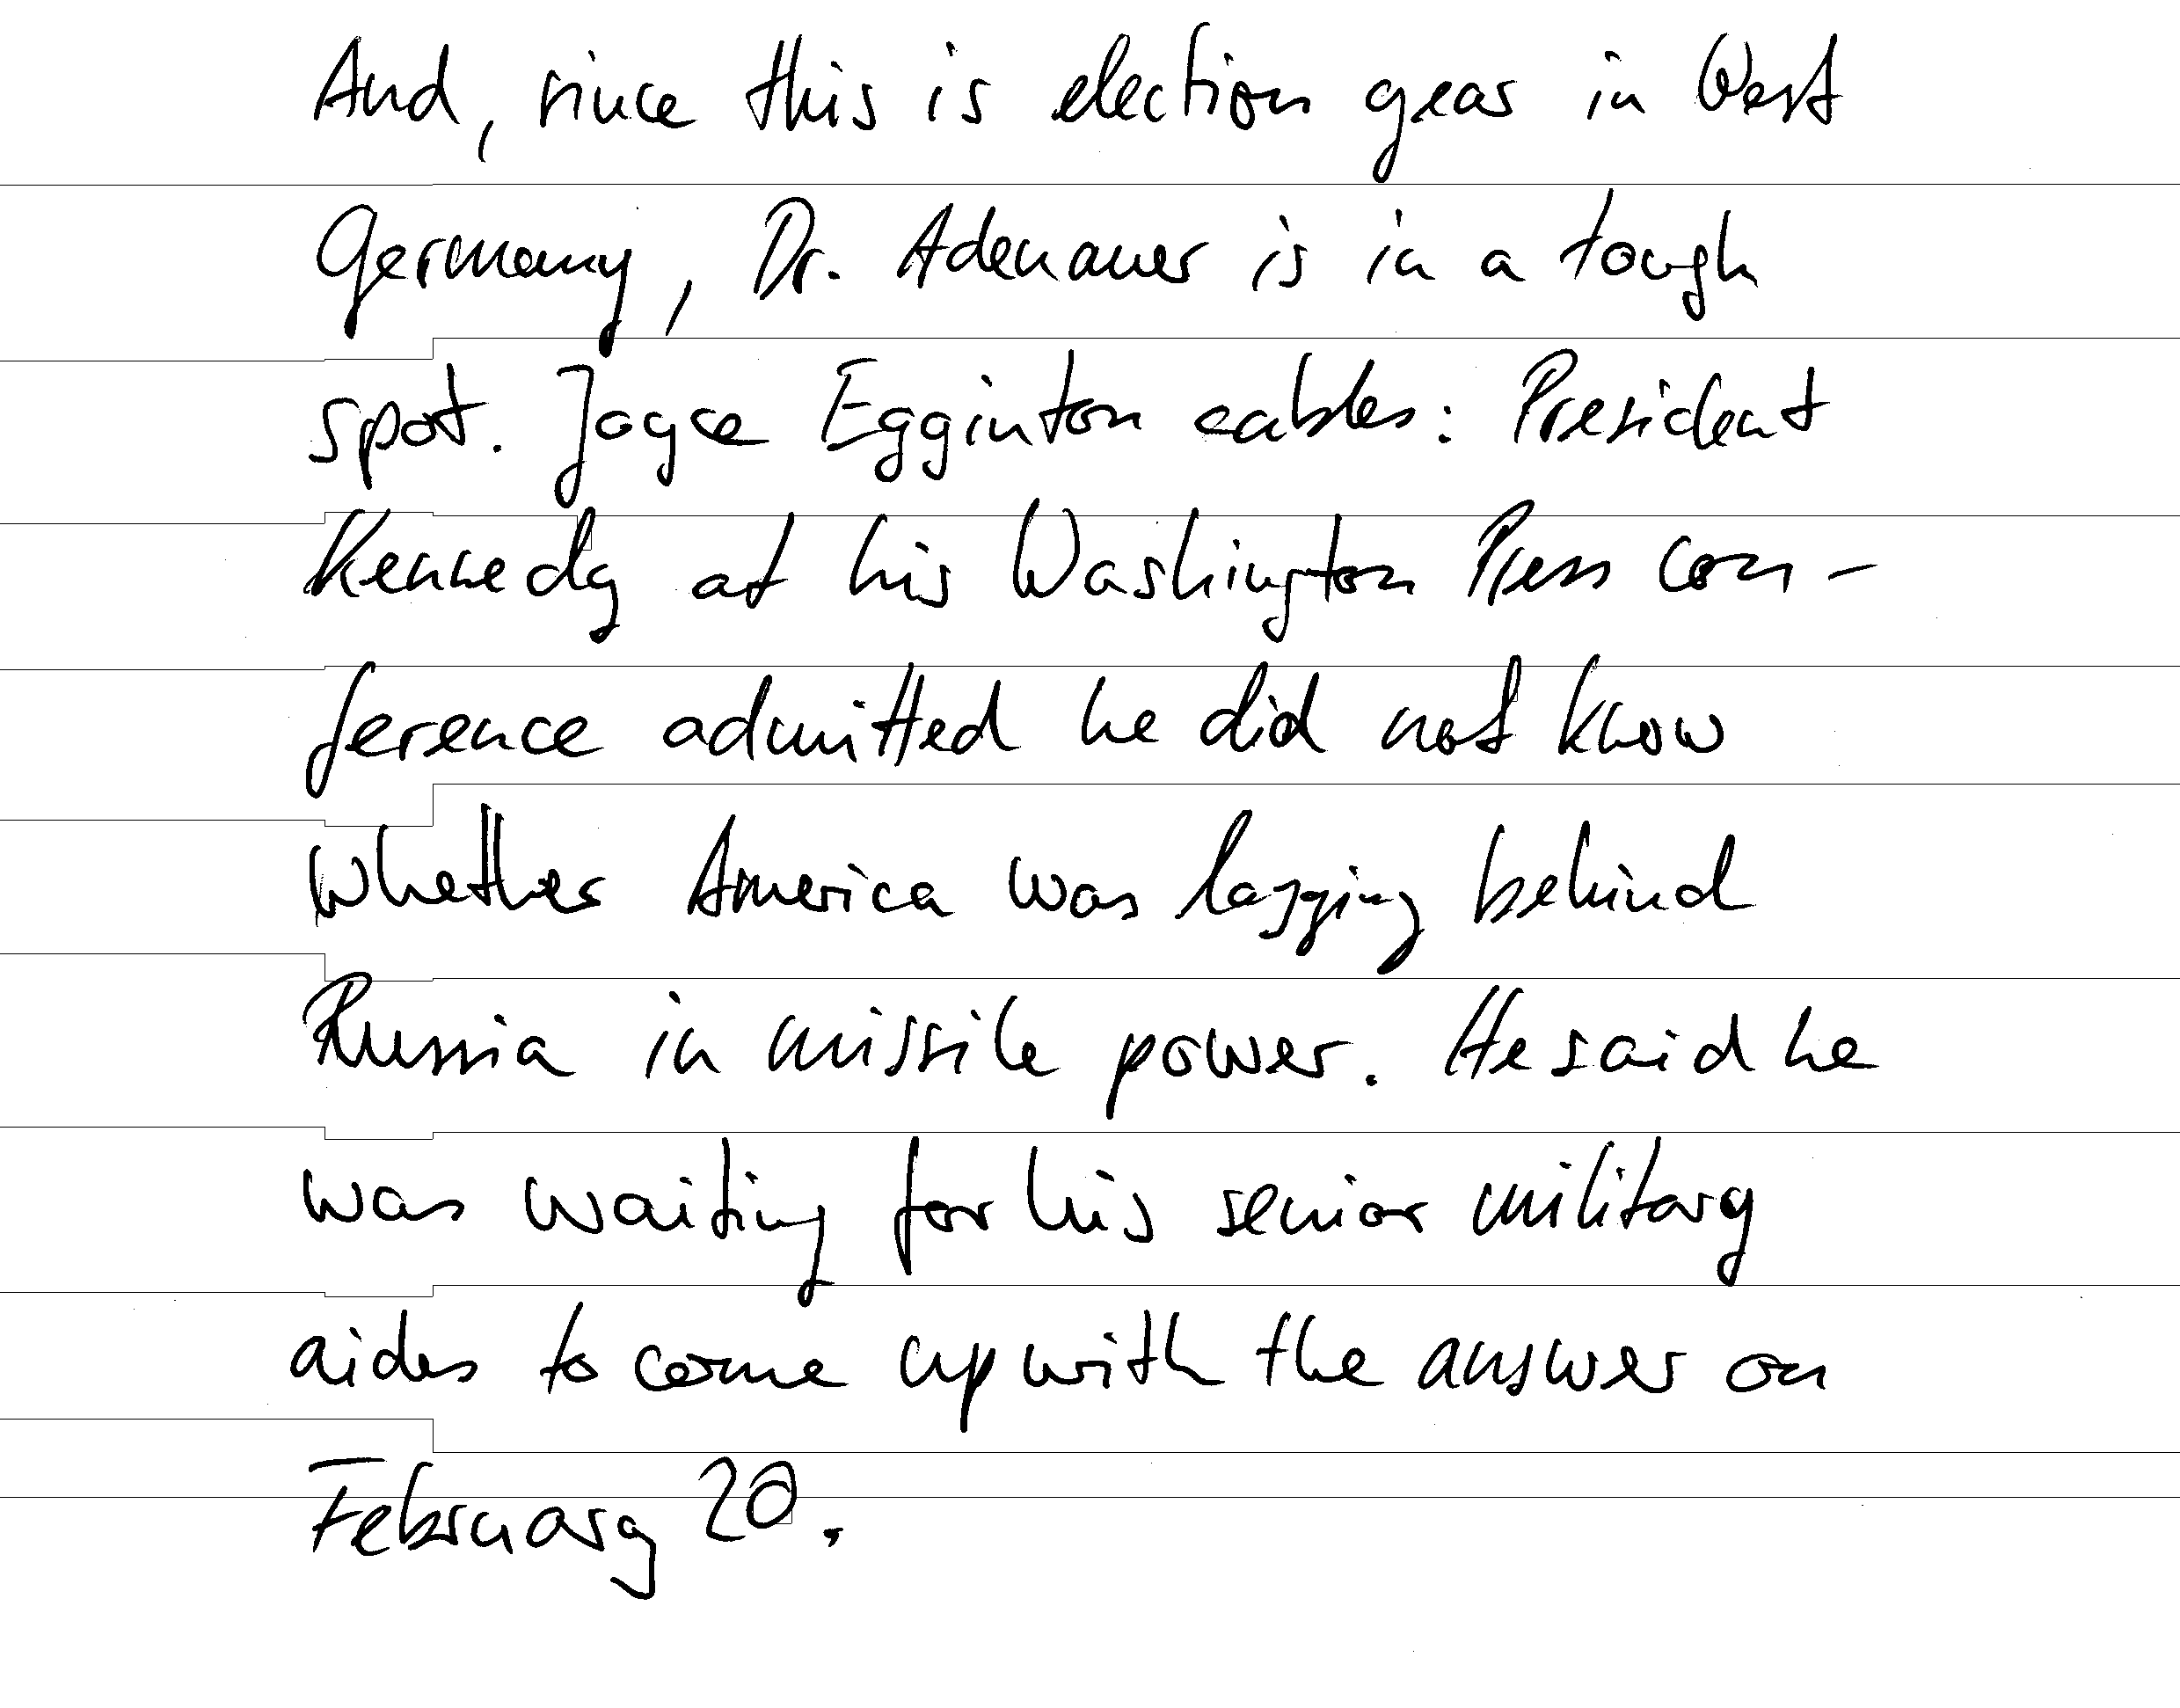 And, since this is election year in West
Germany, Dr. Adenauer is in a tough
spot. Joyce Egginton cables: President
Kennedy at his Washington Press con-
ference admitted he did not know
whether America was lagging behind
Russia in missile power. He said he
was waiting for his senior military
aides to come up with the answer on
February 20.